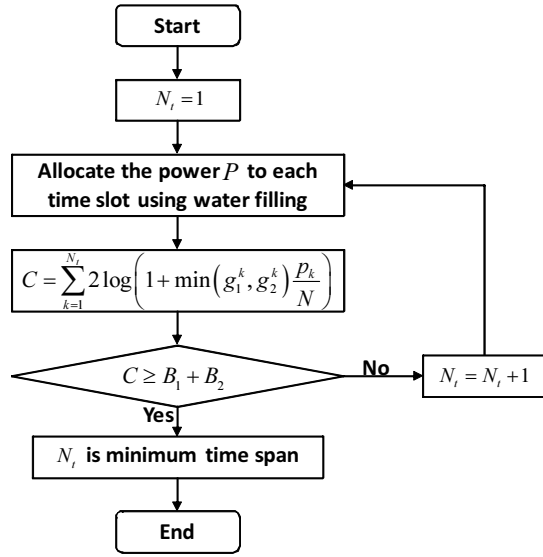 Start
N_t = 1
Allocate the power P to each
time slot using water filling
C = \sum_{k=1}^{N_t} 2 \log \left( 1 + \min \left( g_1^k, g_2^k \right) \frac{p_k}{N} \right)
C ≥ B_1 + B_2
No
N_t = N_t + 1
Yes
N_t is minimum time span
End